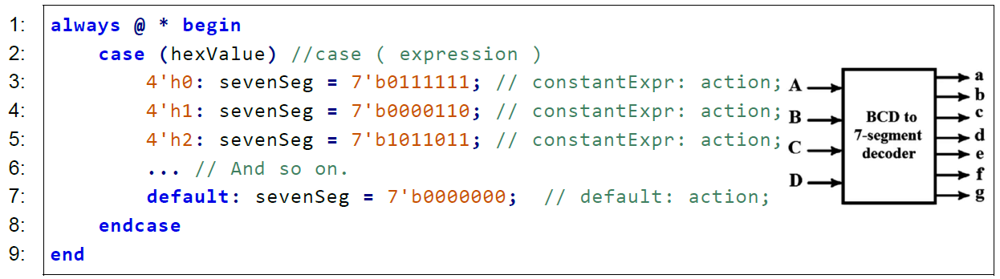 1: always @ * begin
2: case (hexValue) //case ( expression )
3: 4'h0: sevenSeg = 7'b0111111; // constantExpr: action;
4: 4'h1: sevenSeg = 7'b0000110; // constantExpr: action;
5: 4'h2: sevenSeg = 7'b1011011; // constantExpr: action;
6: ... // And so on.
7: default: sevenSeg = 7'b0000000; // default: action;
8: endcase
9: end
A
B
C
D
BCD to
7-segment
decoder
a
b
c
d
e
f
g